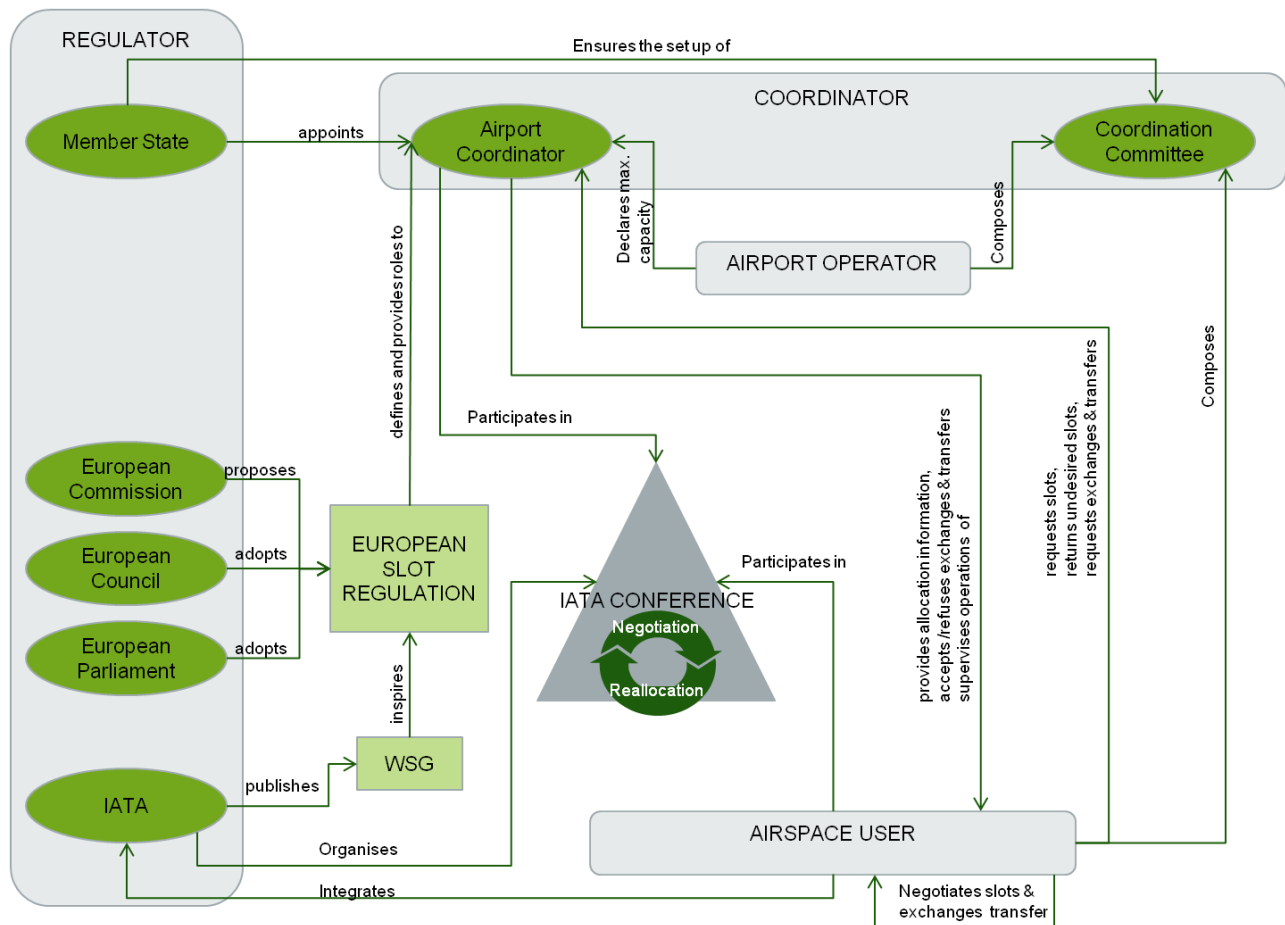 REGULATOR
Ensures the set up of
COORDINATOR
Member State
appoints
Airport
Coordinator
Coordination
Committee
Declares max.
capacity
Composes
AIRPORT OPERATOR
defines and provides roles to
Participates in
European
Commission
proposes
European
Council
adopts
European
Parliament
adopts
EUROPEAN
SLOT
REGULATION
inspires
WSG
IATA
publishes
Organises
Integrates
IATA CONFERENCE
Negotiation
Reallocation
Participates in
provides allocation information,
accepts /refuses exchanges & transfers
supervises operations of
requests slots,
returns undesired slots,
requests exchanges & transfers
Composes
AIRSPACE USER
Negotiates slots &
exchanges transfer